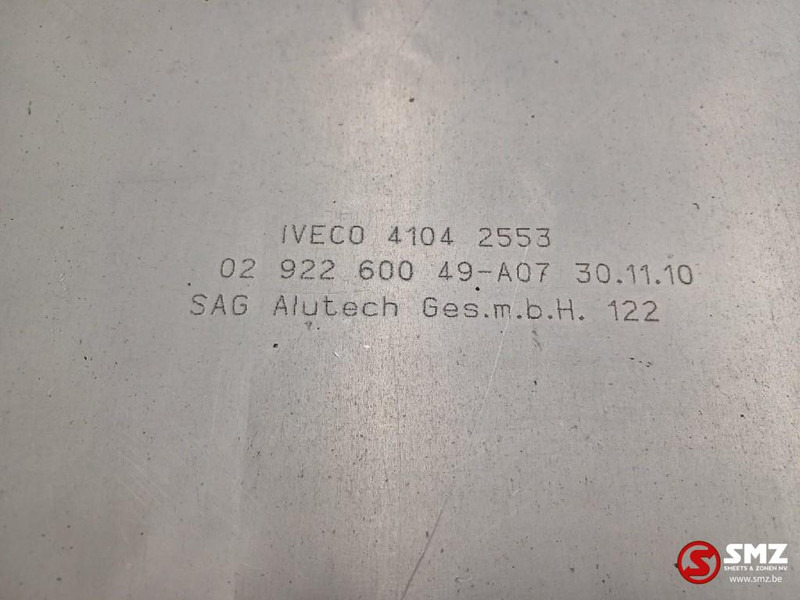 IVECO 4104 2553
02 922 600 49-A07 30.11.10
SAG Alutech Ges.m.b.H. 122
SMZ
SMEETS & ZONEN NV
www.smz.be